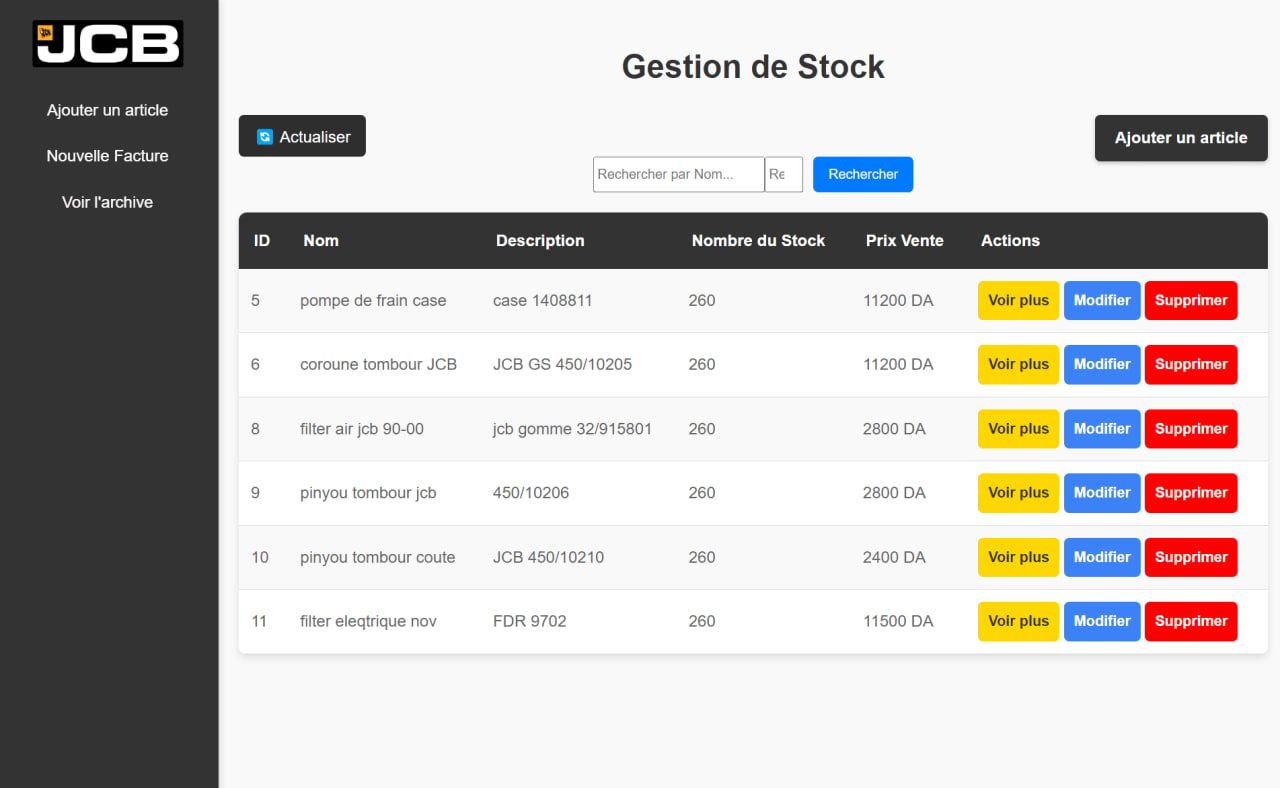 JCB
Ajouter un article
Nouvelle Facture
Voir l'archive
Gestion de Stock
Actualiser
Ajouter un article
Rechercher par Nom... Re Rechercher
ID Nom Description Nombre du Stock Prix Vente Actions
5 pompe de frain case case 1408811 260 11200 DA Voir plus Modifier Supprimer
6 coroune tombour JCB JCB GS 450/10205 260 11200 DA Voir plus Modifier Supprimer
8 filter air jcb 90-00 jcb gomme 32/915801 260 2800 DA Voir plus Modifier Supprimer
9 pinyou tombour jcb 450/10206 260 2800 DA Voir plus Modifier Supprimer
10 pinyou tombour coute JCB 450/10210 260 2400 DA Voir plus Modifier Supprimer
11 filter eleqtrique nov FDR 9702 260 11500 DA Voir plus Modifier Supprimer